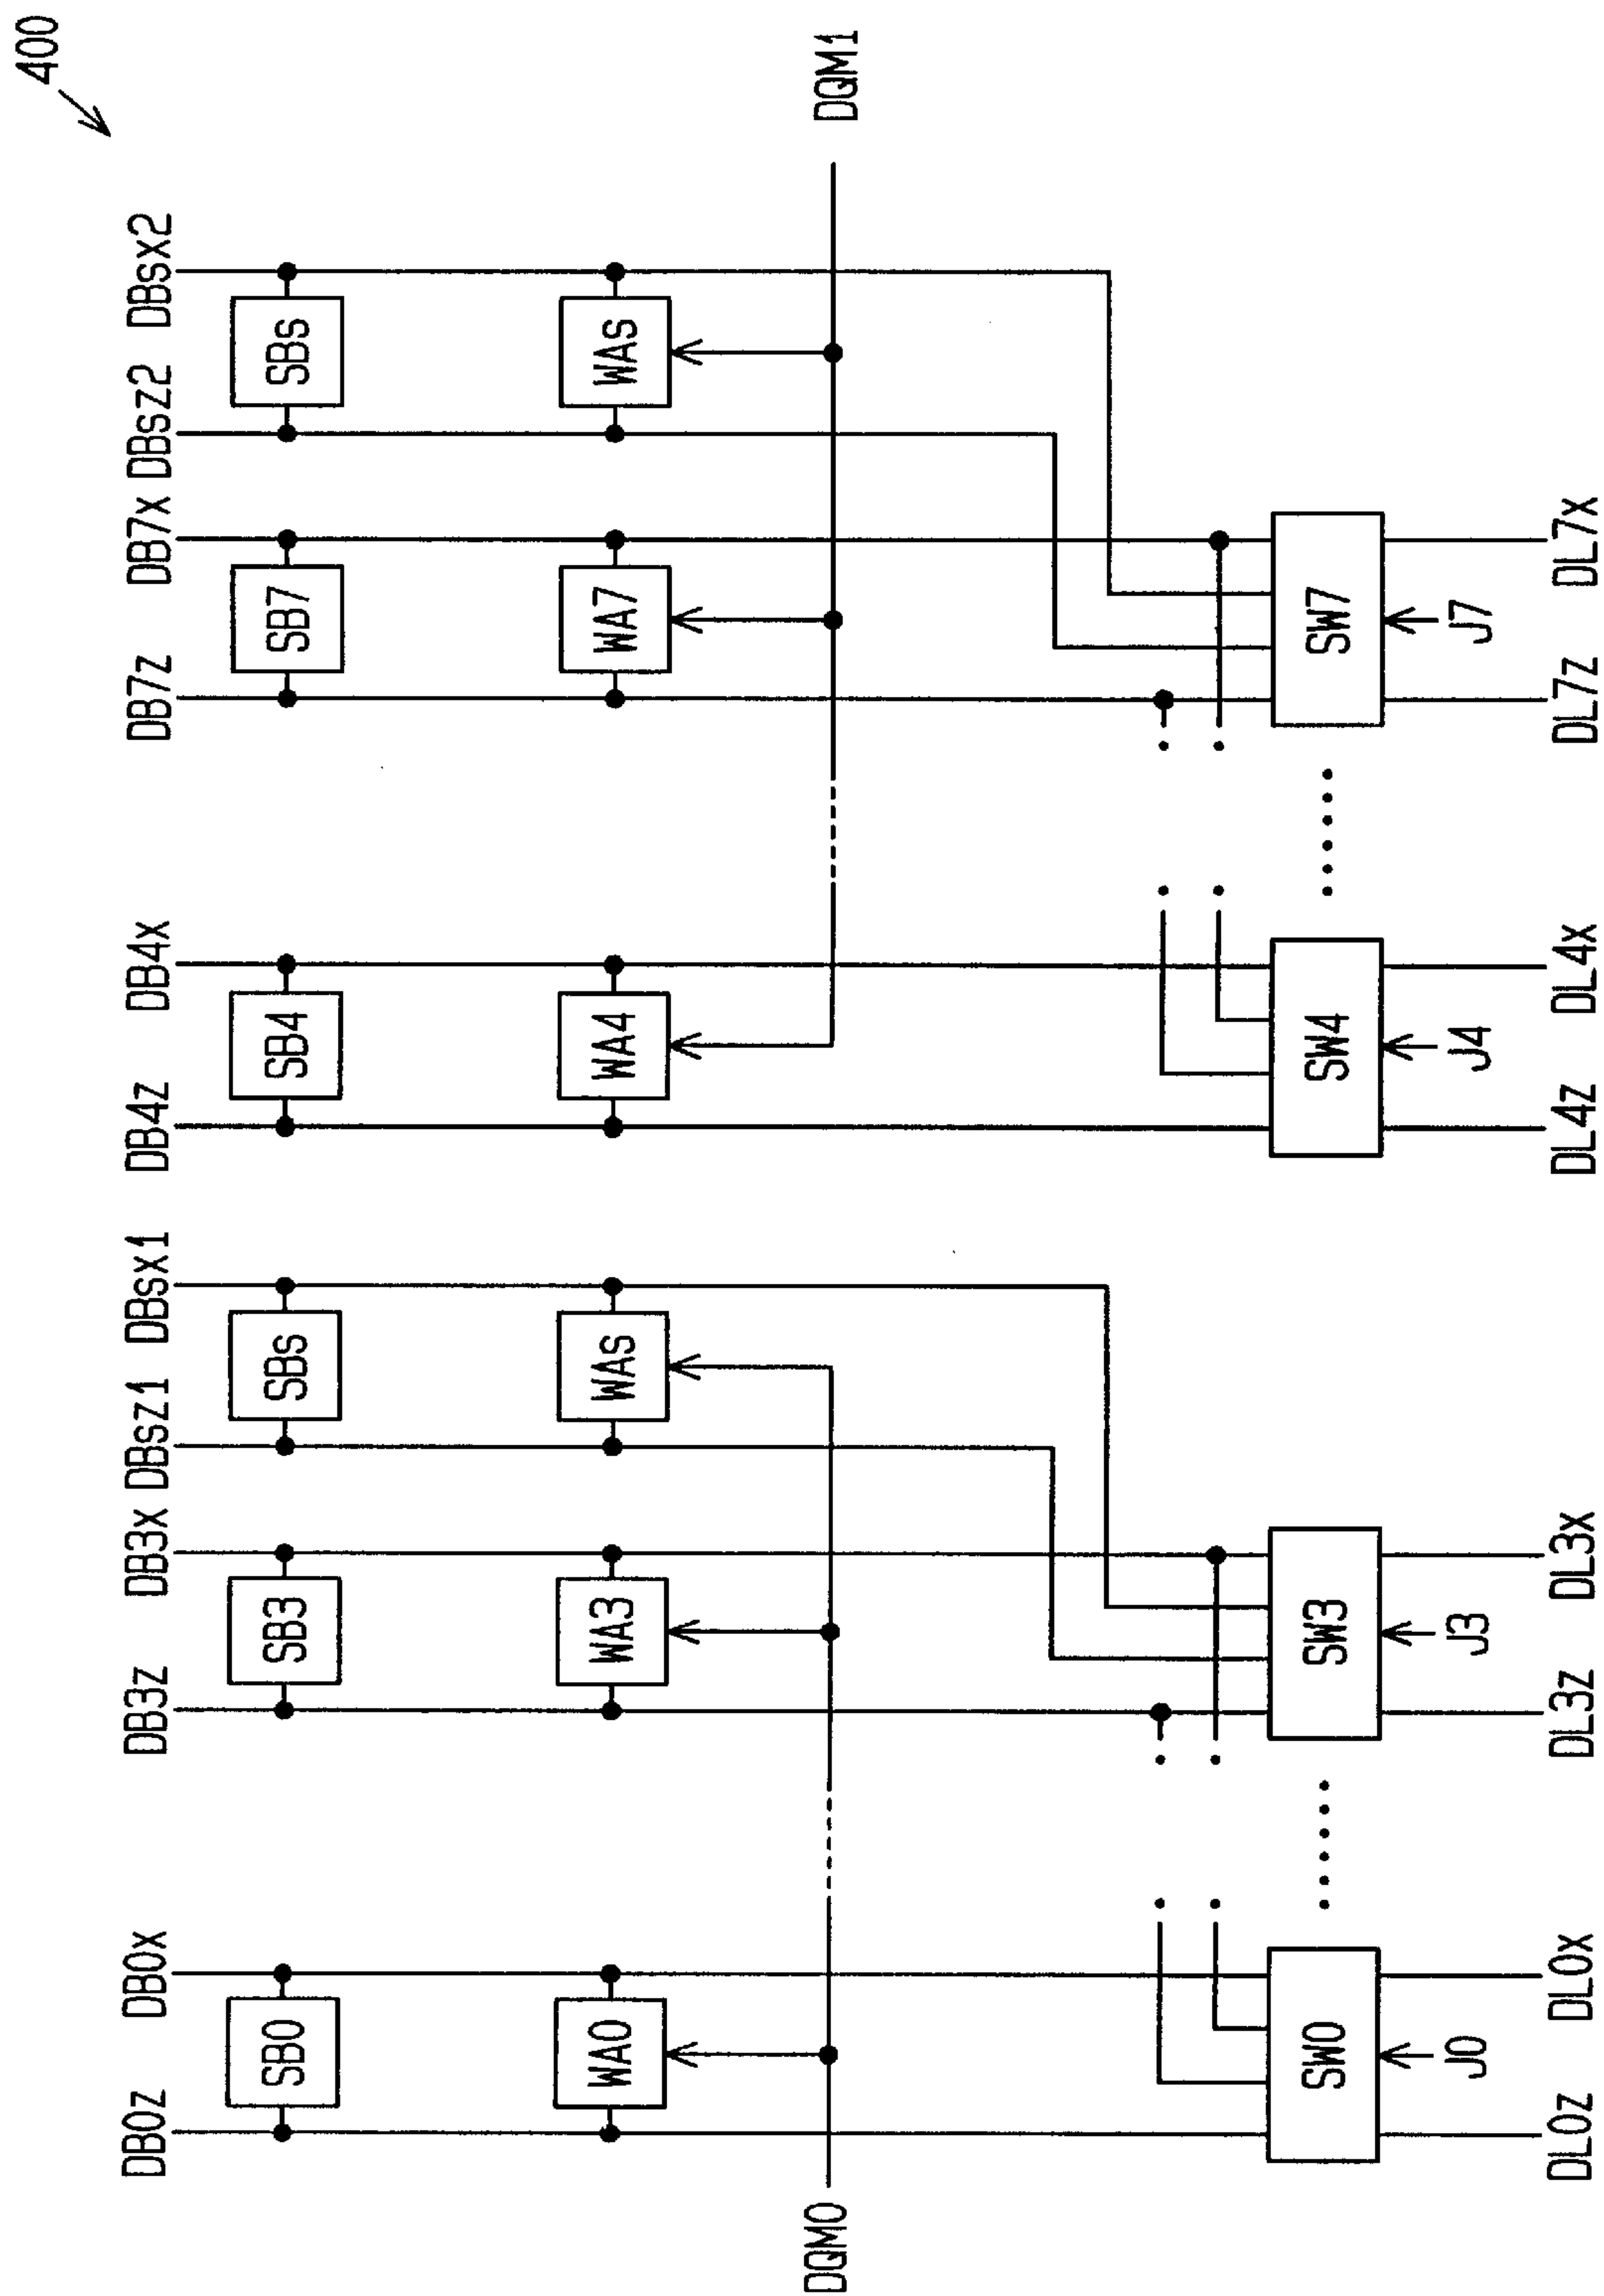 400
DB0z DB0x DB3z DB3x DBsz1 DBsx1 DB4z DB4x DB7z DB7x DBsz2 DBsx2
SB0 SB3 SBs SB4 SB7 SBs
WA0 WA3 WAs WA4 WA7 WAs
DQM0 DQM1
SW0 SW3 SW4 SW7
J0 J3 J4 J7
DL0z DL0x DL3z DL3x DL4z DL4x DL7z DL7x